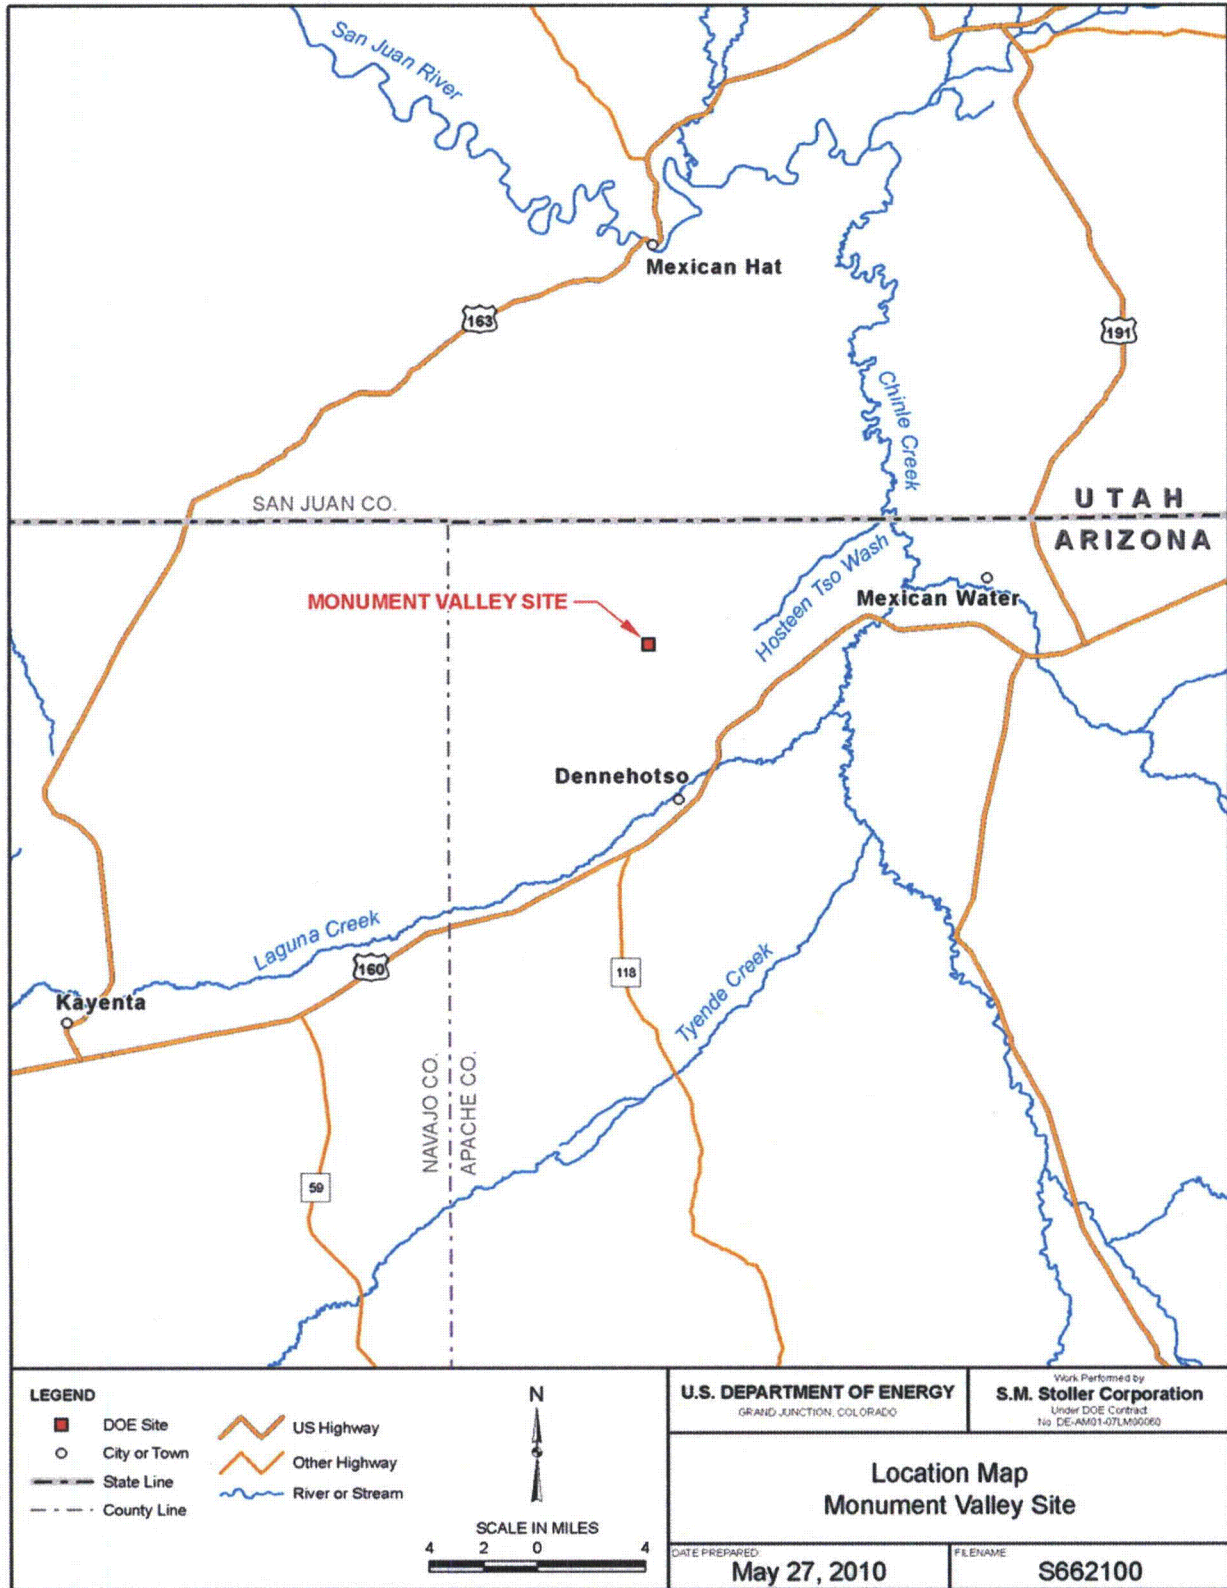 San Juan River
Mexican Hat
163
191
Chinle Creek
SAN JUAN CO.
UTAH
ARIZONA
Hosteen Tso Wash
MONUMENT VALLEY SITE
Mexican Water
Dennehotso
Laguna Creek
160
118
Kayenta
Tyende Creek
NAVAJO CO.
APACHE CO.
59
LEGEND
DOE Site
City or Town
State Line
County Line
US Highway
Other Highway
River or Stream
N
SCALE IN MILES
4 2 0 4
U.S. DEPARTMENT OF ENERGY
GRAND JUNCTION, COLORADO
Work Performed by
S.M. Stoller Corporation
Under DOE Contract
No. DE-AM01-07LM00060
Location Map
Monument Valley Site
DATE PREPARED:
May 27, 2010
FILENAME:
S662100